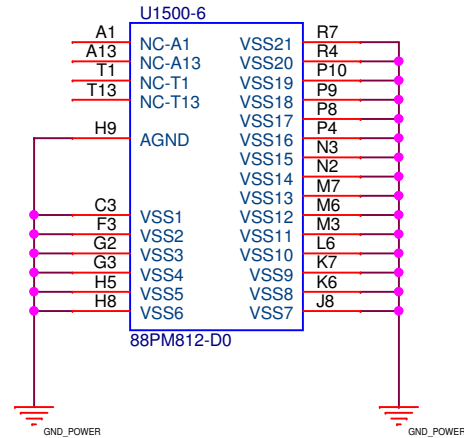 U1500-6
A1 NC-A1 VSS21 R7
A13 NC-A13 VSS20 R4
T1 NC-T1 VSS19 P10
T13 NC-T13 VSS18 P9
VSS17 P8
H9 AGND VSS16 P4
VSS15 N3
VSS14 N2
VSS13 M7
C3 VSS1 VSS12 M6
F3 VSS2 VSS11 M3
G2 VSS3 VSS10 L6
G3 VSS4 VSS9 K7
H5 VSS5 VSS8 K6
H8 VSS6 VSS7 J8
88PM812-D0
GND_POWER GND_POWER